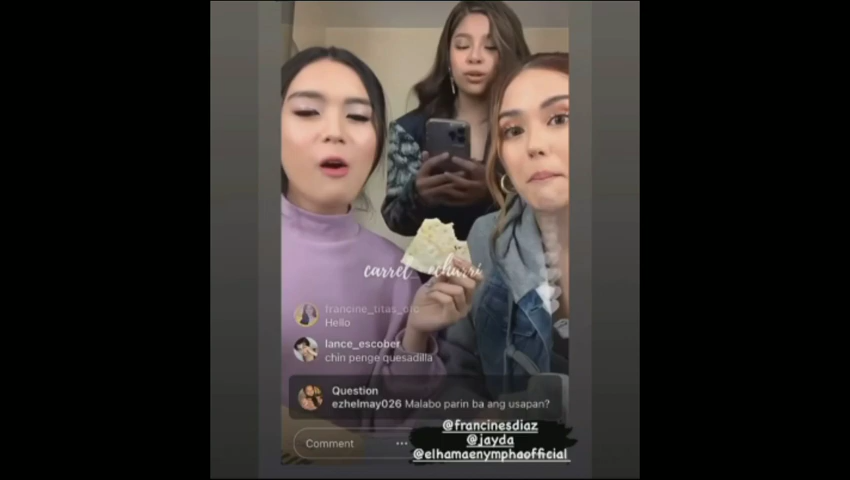 carrel_echarri
francine_titas_ofc
Hello
lance_escober
chin penge quesadilla
Question
ezhelmay026 Malabo parin ba ang usapan?
Comment
@francinesdiaz
@jayda
@elhamaenymphaofficial